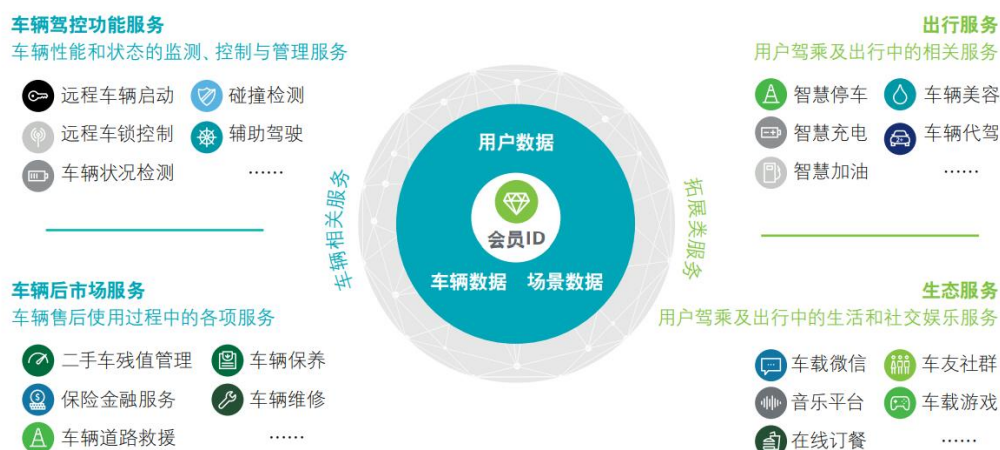 车辆驾控功能服务
车辆性能和状态的监测、控制与管理服务
远程车辆启动 碰撞检测
远程车锁控制 辅助驾驶
车辆状况检测 ……
车辆后市场服务
车辆售后使用过程中的各项服务
二手车残值管理 车辆保养
保险金融服务 车辆维修
车辆道路救援 ……
车辆相关服务
用户数据
会员ID
车辆数据 场景数据
拓展类服务
出行服务
用户驾乘及出行中的相关服务
智慧停车 车辆美容
智慧充电 车辆代驾
智慧加油 ……
生态服务
用户驾乘及出行中的生活和社交娱乐服务
车载微信 车友社群
音乐平台 车载游戏
在线订餐 ……